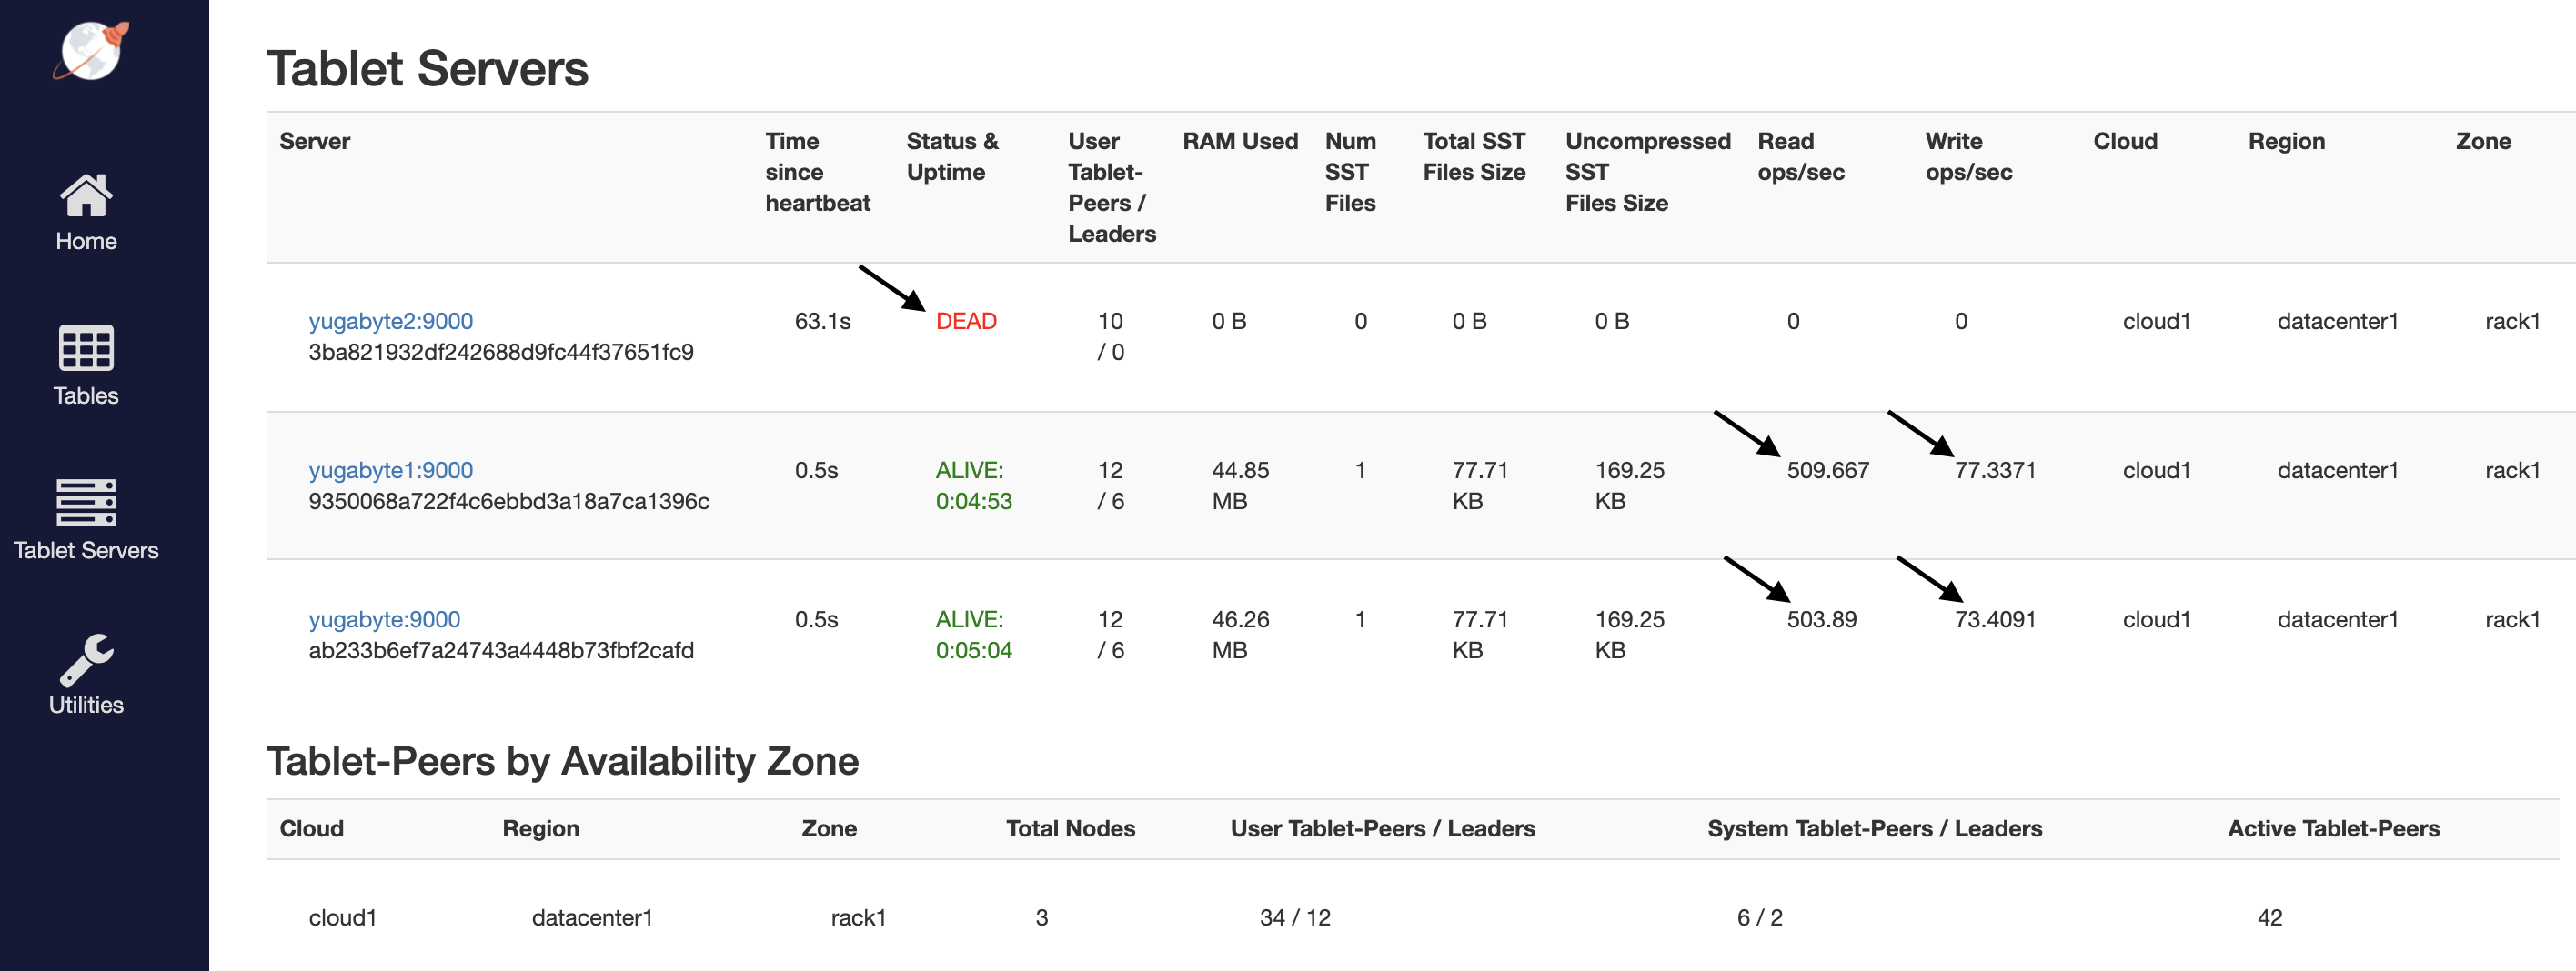 Tablet Servers
Home
Tables
Tablet Servers
Utilities
Server
Time since heartbeat
Status & Uptime
User Tablet-Peers / Leaders
RAM Used
Num SST Files
Total SST Files Size
Uncompressed SST Files Size
Read ops/sec
Write ops/sec
Cloud
Region
Zone
yugabyte2:9000 63.1s DEAD 10 0 B 0 0 B 0 B 0 0 cloud1 datacenter1 rack1
3ba821932df242688d9fc44f37651fc9 / 0
yugabyte1:9000 0.5s ALIVE: 12 44.85 1 77.71 169.25 509.667 77.3371 cloud1 datacenter1 rack1
9350068a722f4c6ebbd3a18a7ca1396c 0:04:53 / 6 MB KB KB
yugabyte:9000 0.5s ALIVE: 12 46.26 1 77.71 169.25 503.89 73.4091 cloud1 datacenter1 rack1
ab233b6ef7a24743a4448b73fbf2cafd 0:05:04 / 6 MB KB KB
Tablet-Peers by Availability Zone
Cloud Region Zone Total Nodes User Tablet-Peers / Leaders System Tablet-Peers / Leaders Active Tablet-Peers
cloud1 datacenter1 rack1 3 34 / 12 6 / 2 42